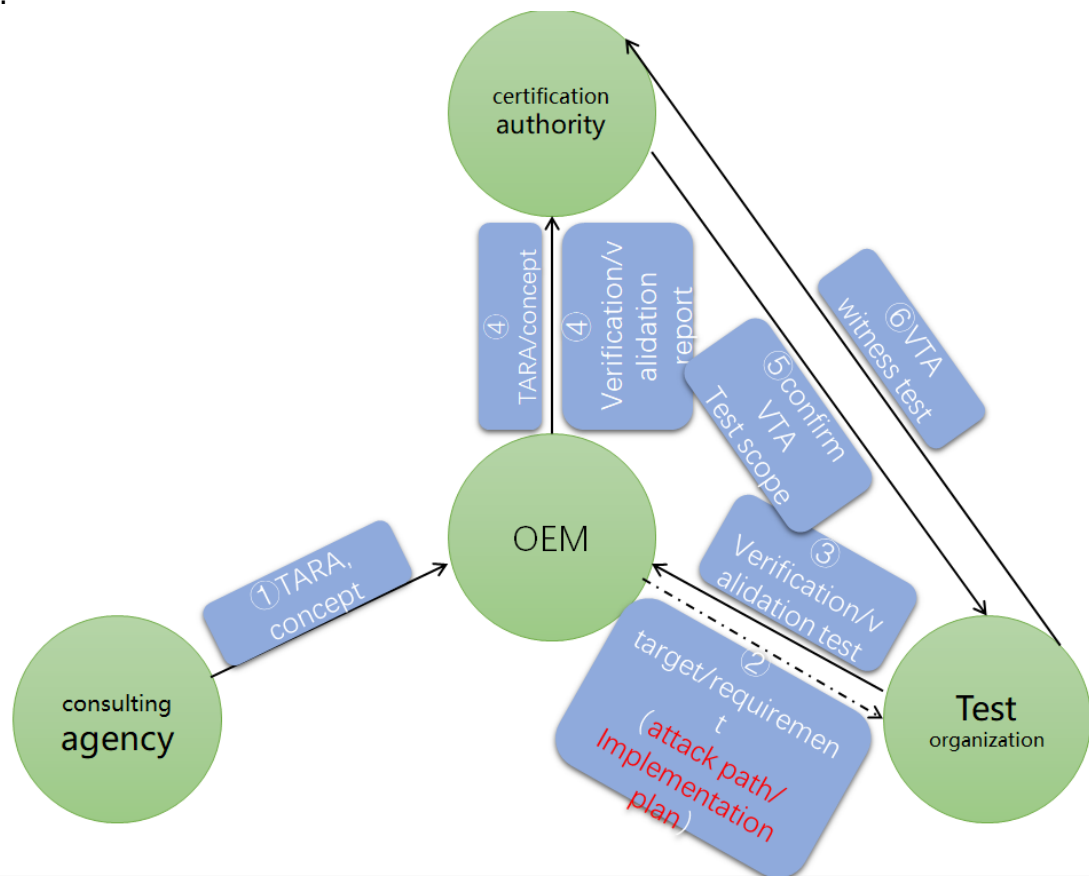 certification
authority
④
TARA/concept
④
Verification/v
alidation
report
⑤confirm
VTA
Test scope
⑥VTA
witness test
OEM
①TARA,
concept
③
Verification/v
alidation test
②
target/requiremen
t
（attack path/
Implementation
plan）
consulting
agency
Test
organization